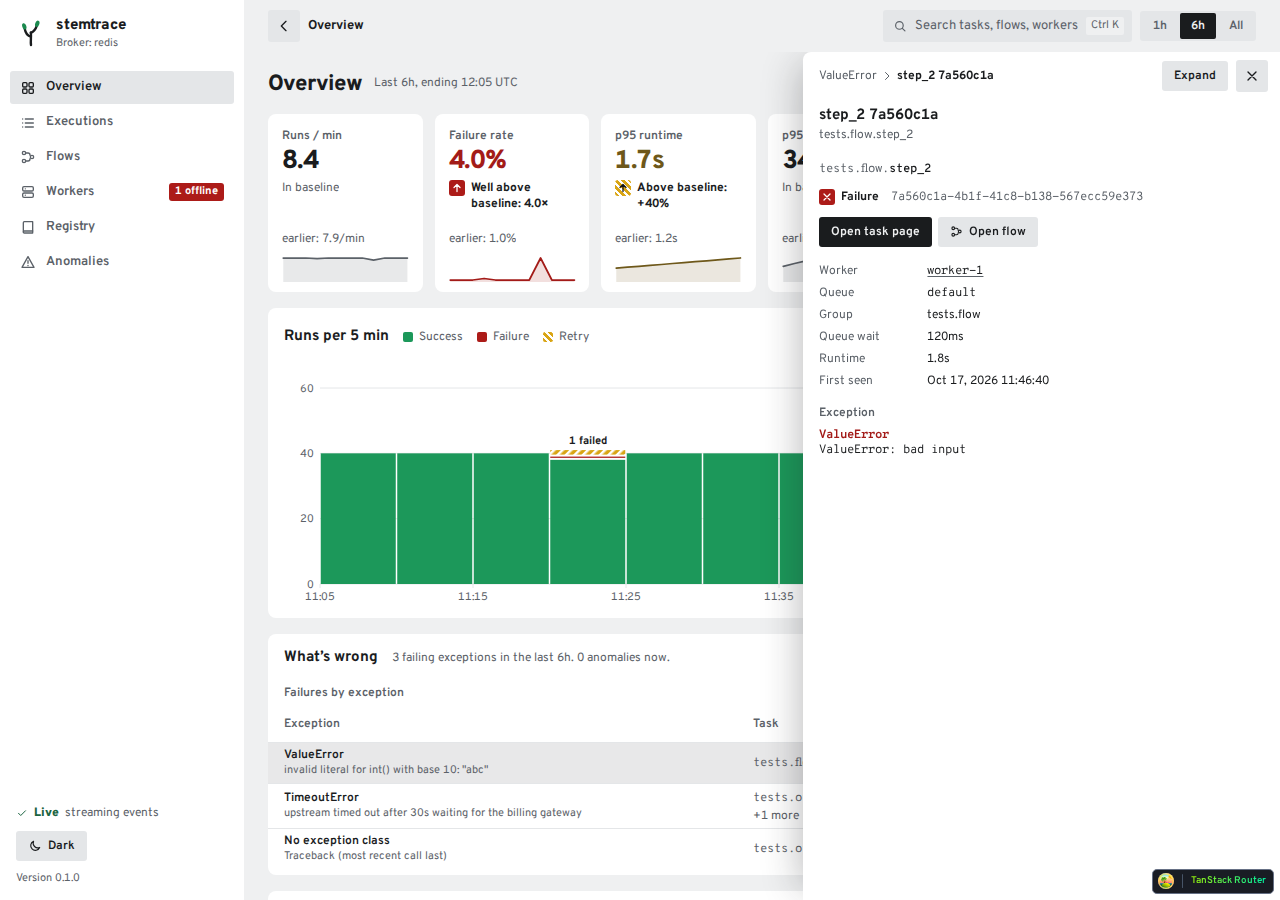 stemtrace
Broker: redis
Overview
Executions
Flows
Workers 1 offline
Registry
Anomalies
Live streaming events
Dark
Version 0.1.0
Overview
Search tasks, flows, workers Ctrl K
1h 6h All
Overview Last 6h, ending 12:05 UTC
Runs / min
8.4
In baseline
earlier: 7.9/min
Failure rate
4.0%
Well above
baseline: 4.0×
earlier: 1.0%
p95 runtime
1.7s
Above baseline:
+40%
earlier: 1.2s
p95
34
In b
earl
Runs per 5 min Success Failure Retry
60
1 failed
40
20
0
11:05 11:15 11:25 11:35
What's wrong 3 failing exceptions in the last 6h. 0 anomalies now.
Failures by exception
Exception Task
ValueError
invalid literal for int() with base 10: "abc"
tests.fl
TimeoutError
upstream timed out after 30s waiting for the billing gateway
tests.o
+1 more
No exception class
Traceback (most recent call last)
tests.o
ValueError > step_2 7a560c1a
Expand
step_2 7a560c1a
tests.flow.step_2
tests.flow.step_2
Failure 7a560c1a-4b1f-41c8-b138-567ecc59e373
Open task page Open flow
Worker worker-1
Queue default
Group tests.flow
Queue wait 120ms
Runtime 1.8s
First seen Oct 17, 2026 11:46:40
Exception
ValueError
ValueError: bad input
TanStack Router